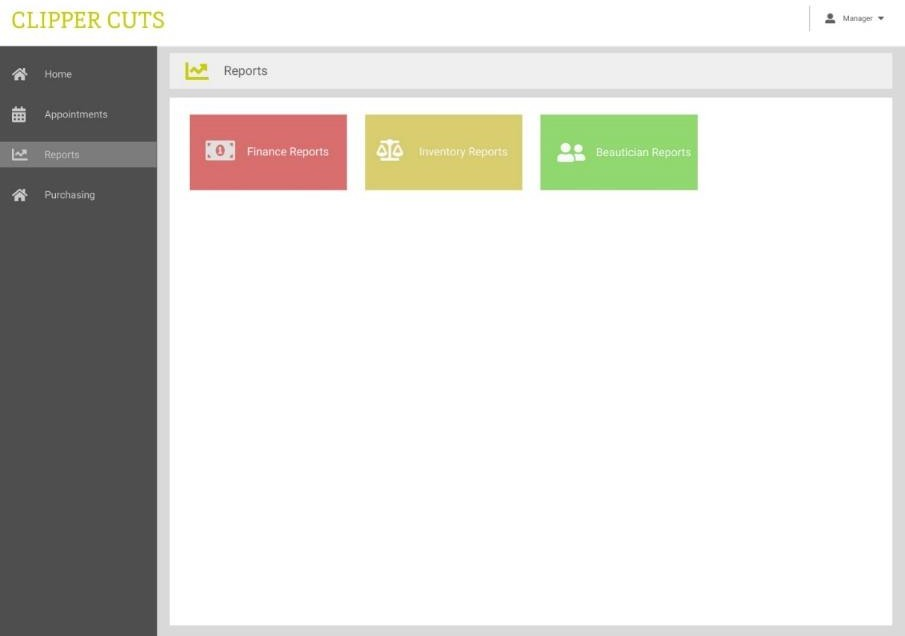 CLIPPER CUTS
Manager
Home
Appointments
Reports
Purchasing
Reports
Finance Reports
Inventory Reports
Beautician Reports